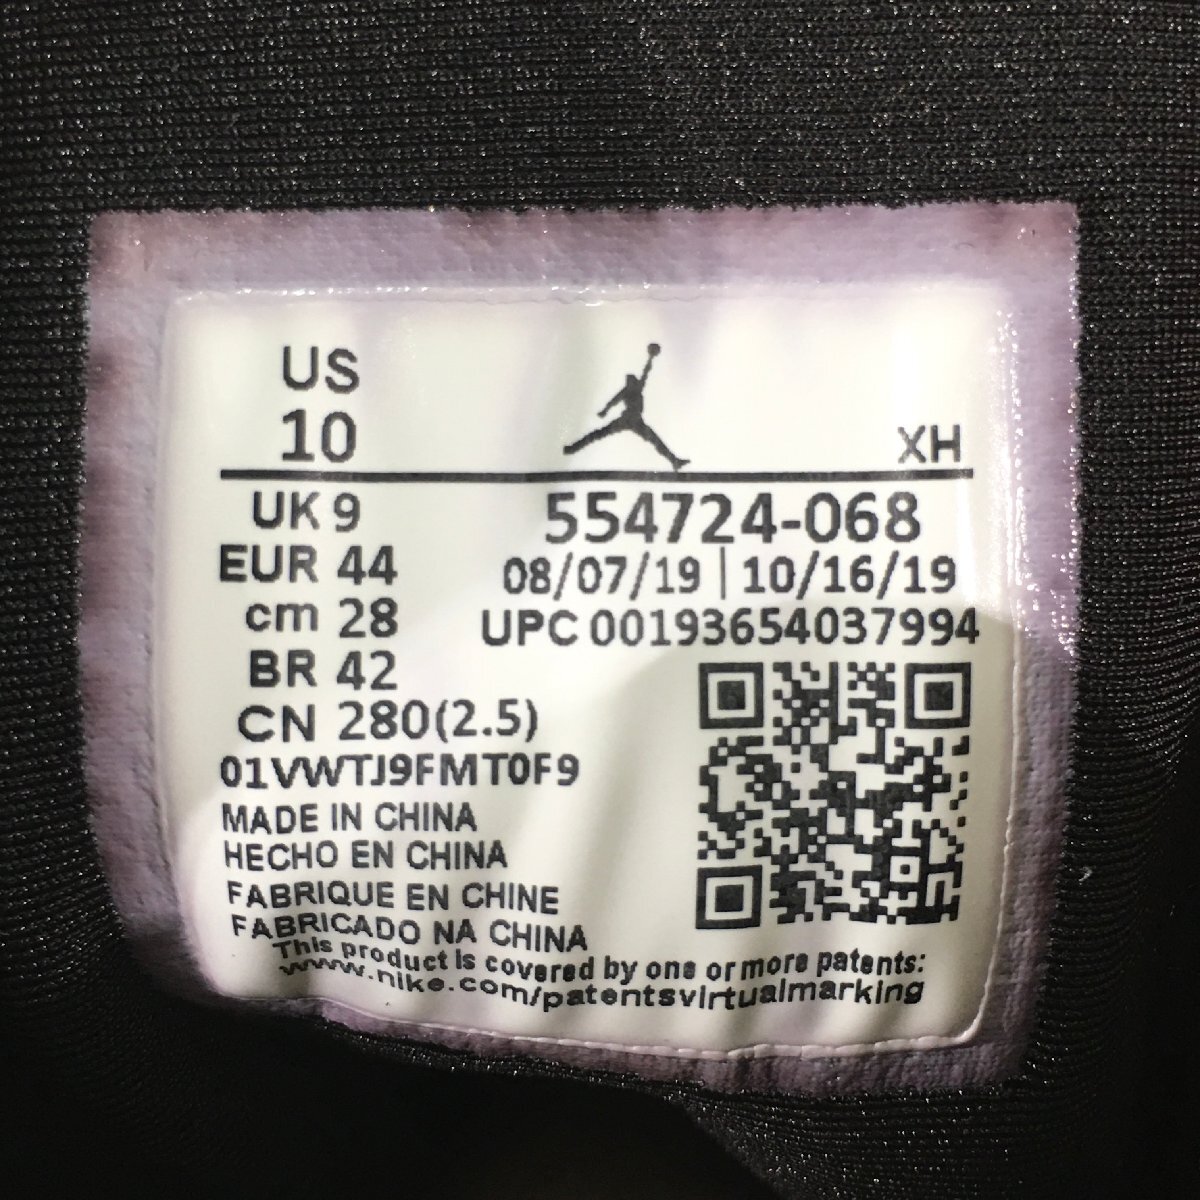 US
10
XH
UK 9
EUR 44
cm 28
BR 42
CN 280(2.5)
554724-068
08/07/19 | 10/16/19
UPC 00193654037994
01VWTJ9FMT0F9
MADE IN CHINA
HECHO EN CHINA
FABRIQUE EN CHINE
FABRICADO NA CHINA
This product is covered by one or more patents:
www.nike.com/patentsvirtualmarking